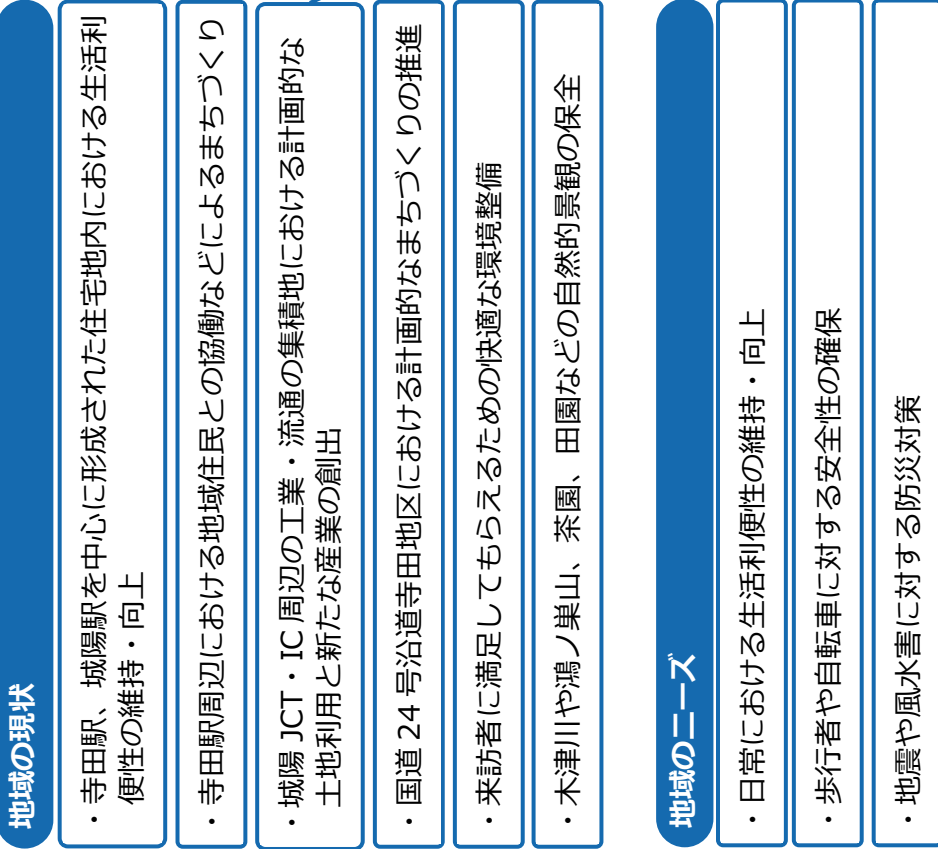 地域の現状
・ 寺田駅、城陽駅を中心に形成された住宅地内における生活利
便性の維持・向上
・ 寺田駅周辺における地域住民との協働などによるまちづくり
・ 城陽 JCT・IC 周辺の工業・流通の集積地における計画的な
土地利用と新たな産業の創出
・ 国道 24 号沿道寺田地区における計画的なまちづくりの推進
・ 来訪者に満足してもらえるための快適な環境整備
・ 木津川や鴻ノ巣山、茶園、田園などの自然的景観の保全
地域のニーズ
・ 日常における生活利便性の維持・向上
・ 歩行者や自転車に対する安全性の確保
・ 地震や風水害に対する防災対策